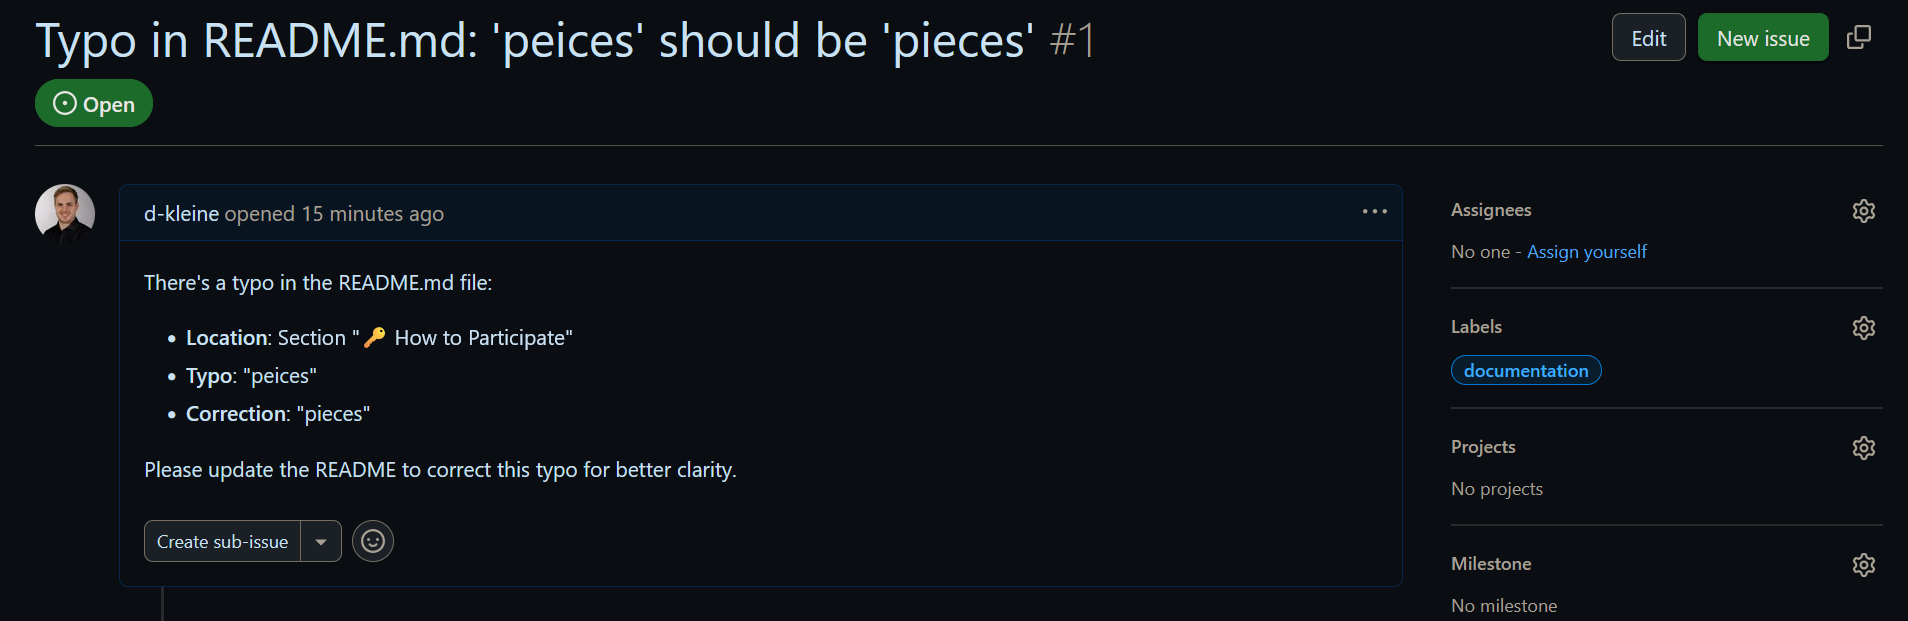 Typo in README.md: 'peices' should be 'pieces' #1
Edit
New issue
Open
d-kleine opened 15 minutes ago
There's a typo in the README.md file:
• Location: Section "🔑 How to Participate"
• Typo: "peices"
• Correction: "pieces"
Please update the README to correct this typo for better clarity.
Create sub-issue
Assignees
No one - Assign yourself
Labels
documentation
Projects
No projects
Milestone
No milestone